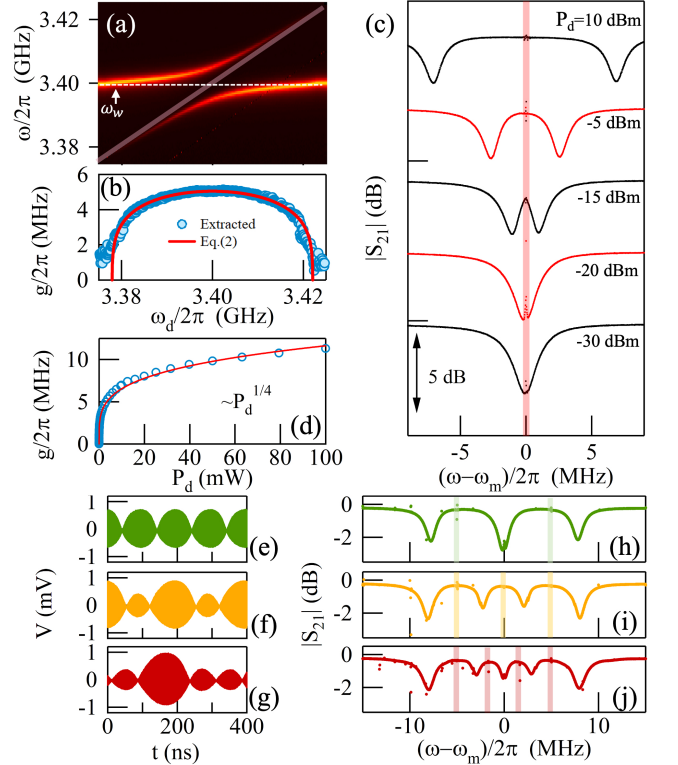 (a)
3.42
3.40
3.38
ω/2π (GHz)
ω_w
(b)
6
4
2
0
g/2π (MHz)
Extracted
Eq.(2)
3.38
3.40
3.42
ω_d/2π (GHz)
10
5
0
g/2π (MHz)
~P_d^1/4
(d)
0
20
40
60
80
100
P_d (mW)
(c)
P_d=10 dBm
-5 dBm
-15 dBm
-20 dBm
-30 dBm
5 dB
|S_21| (dB)
-5
0
5
(ω−ω_m)/2π (MHz)
1
0
-1
(e)
1
0
-1
(f)
1
0
-1
(g)
V (mV)
0
200
400
t (ns)
0
-2
(h)
0
-2
(i)
0
-2
(j)
|S_21| (dB)
-10
0
10
(ω−ω_m)/2π (MHz)